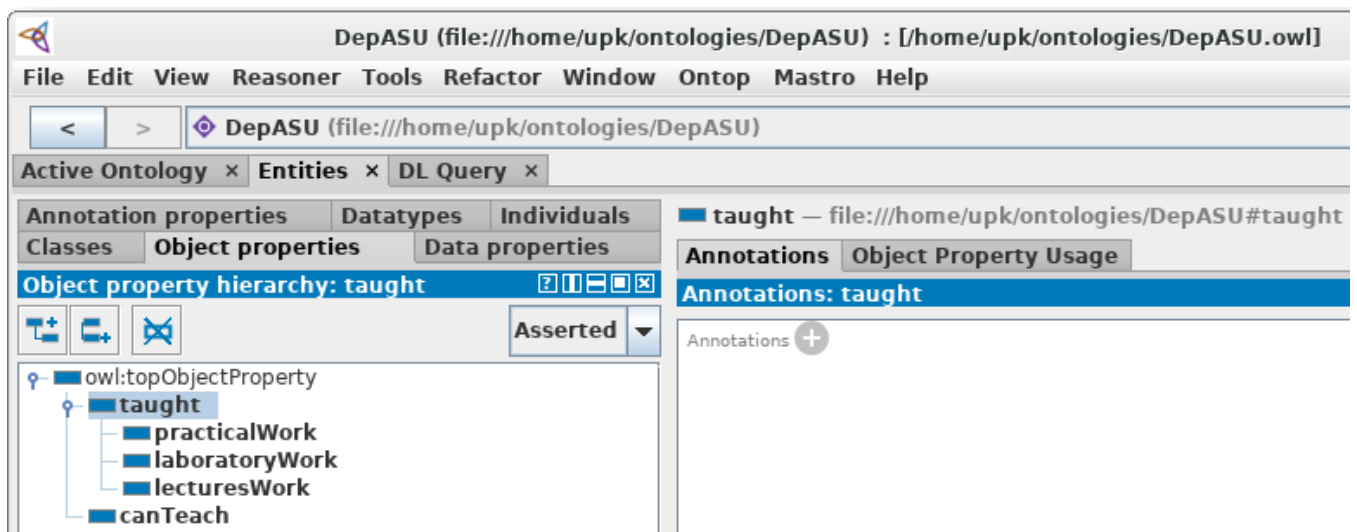 DepASU (file:///home/upk/ontologies/DepASU) : [/home/upk/ontologies/DepASU.owl]
File Edit View Reasoner Tools Refactor Window Ontop Mastro Help
< > DepASU (file:///home/upk/ontologies/DepASU)
Active Ontology × Entities × DL Query ×
Annotation properties Datatypes Individuals
Classes Object properties Data properties
Object property hierarchy: taught
Asserted
owl:topObjectProperty
taught
practicalWork
laboratoryWork
lecturesWork
canTeach
taught — file:///home/upk/ontologies/DepASU#taught
Annotations Object Property Usage
Annotations: taught
Annotations